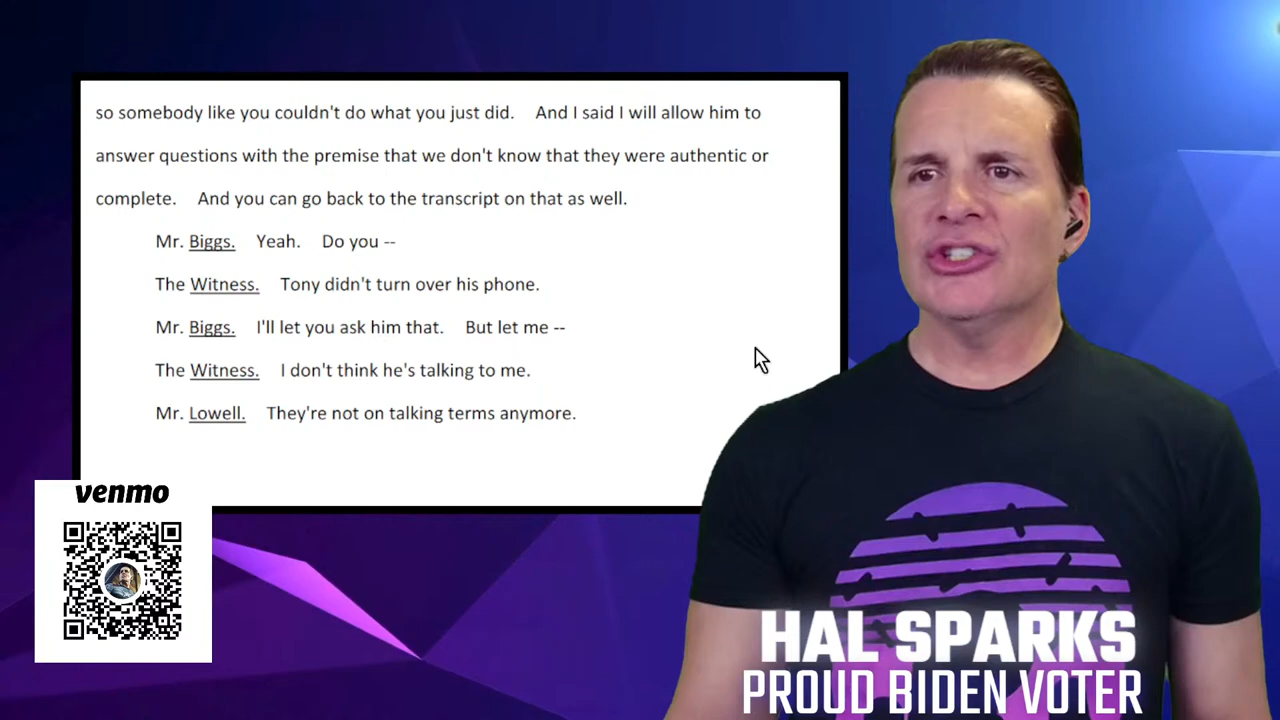 so somebody like you couldn't do what you just did. And I said I will allow him to
answer questions with the premise that we don't know that they were authentic or
complete. And you can go back to the transcript on that as well.
Mr. Biggs. Yeah. Do you --
The Witness. Tony didn't turn over his phone.
Mr. Biggs. I'll let you ask him that. But let me --
The Witness. I don't think he's talking to me.
Mr. Lowell. They're not on talking terms anymore.
venmo
HAL SPARKS
PROUD BIDEN VOTER